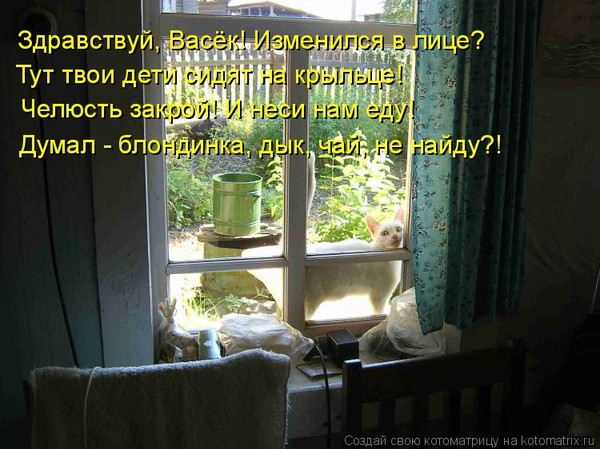 Здравствуй, Васёк! Изменился в лице?
Тут твои дети сидят на крыльце!
Челюсть закрой! И неси нам еду!
Думал - блондинка, дык, чай, не найду?!
Создай свою котоматрицу на kotomatrix.ru